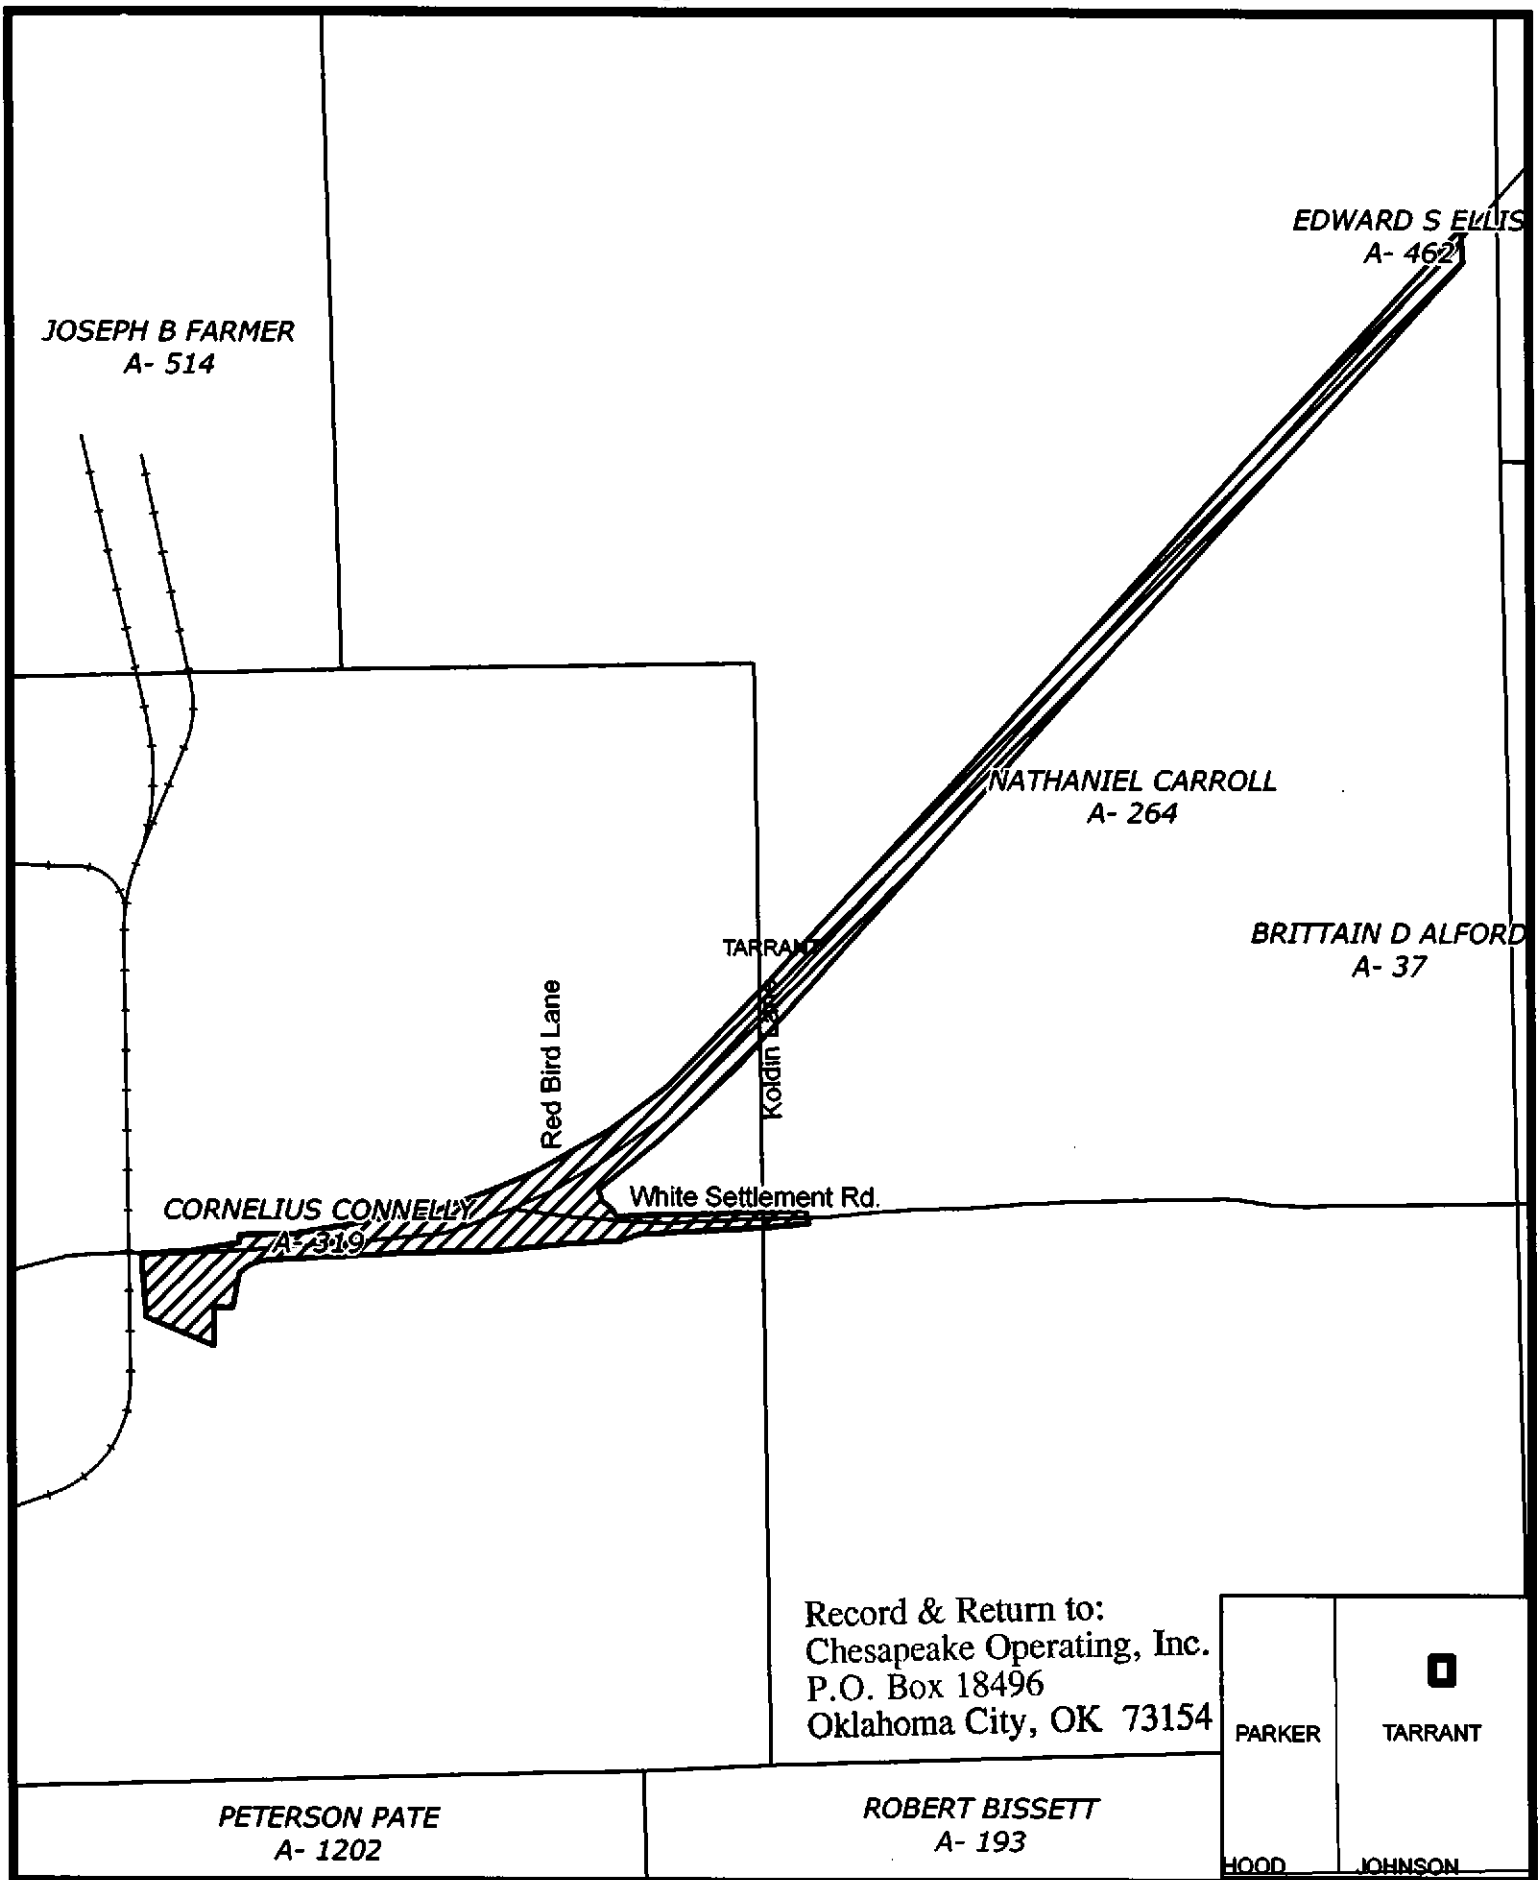 EDWARD S ELLIS
A- 462
JOSEPH B FARMER
A- 514
NATHANIEL CARROLL
A- 264
BRITTAIN D ALFORD
A- 37
TARRANT
Red Bird Lane
Koldin Lane
White Settlement Rd.
CORNELIUS CONNELLY
A- 319
Record & Return to:
Chesapeake Operating, Inc.
P.O. Box 18496
Oklahoma City, OK 73154
PARKER
TARRANT
HOOD
JOHNSON
PETERSON PATE
A- 1202
ROBERT BISSETT
A- 193